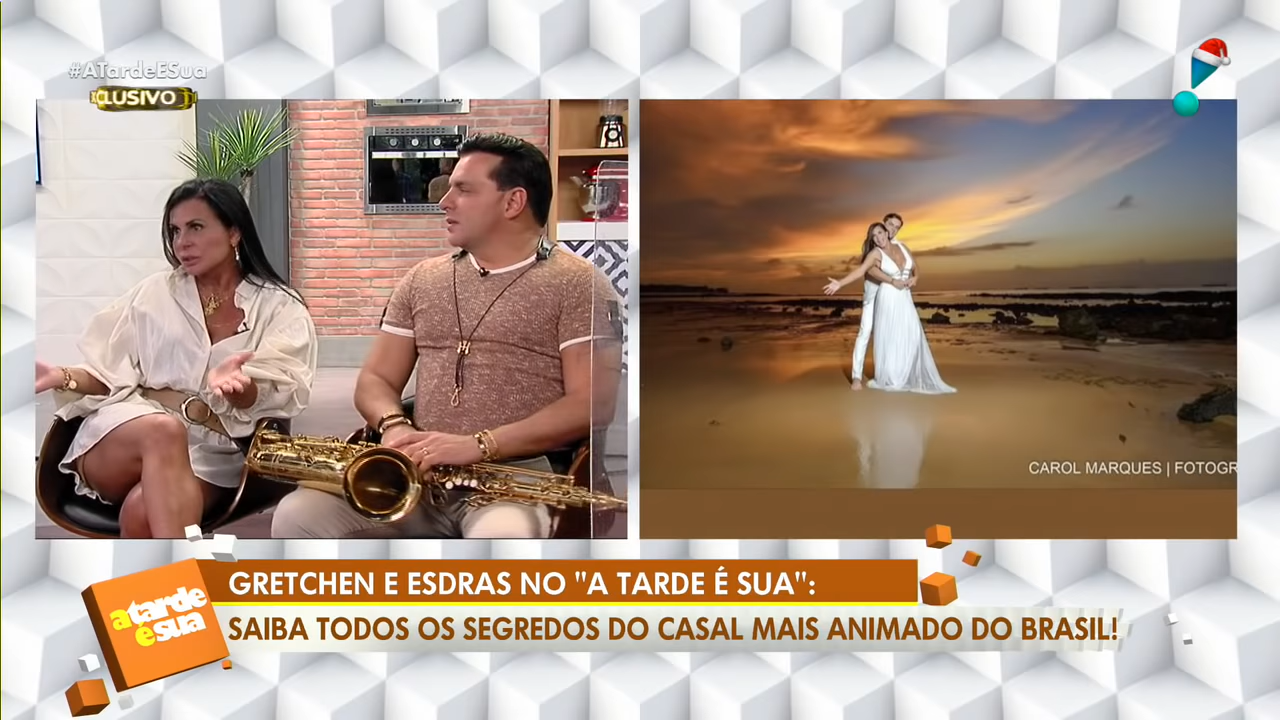 #ATardeESua
XCLUSIVO
CAROL MARQUES | FOTOGR
a tarde
é sua
GRETCHEN E ESDRAS NO "A TARDE É SUA":
SAIBA TODOS OS SEGREDOS DO CASAL MAIS ANIMADO DO BRASIL!